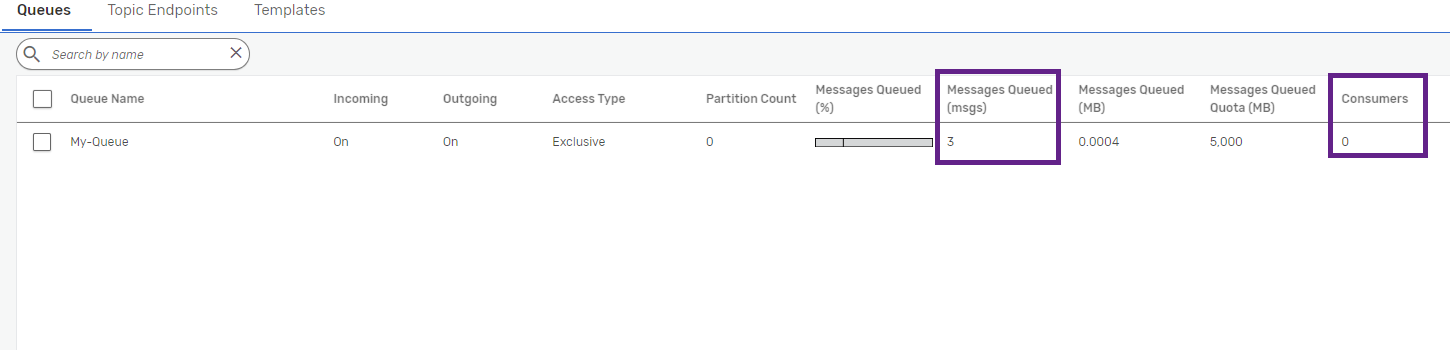 Queues Topic Endpoints Templates
Search by name
Queue Name Incoming Outgoing Access Type Partition Count Messages Queued (%) Messages Queued (msgs) Messages Queued (MB) Messages Queued Quota (MB) Consumers
My-Queue On On Exclusive 0 3 0.0004 5,000 0